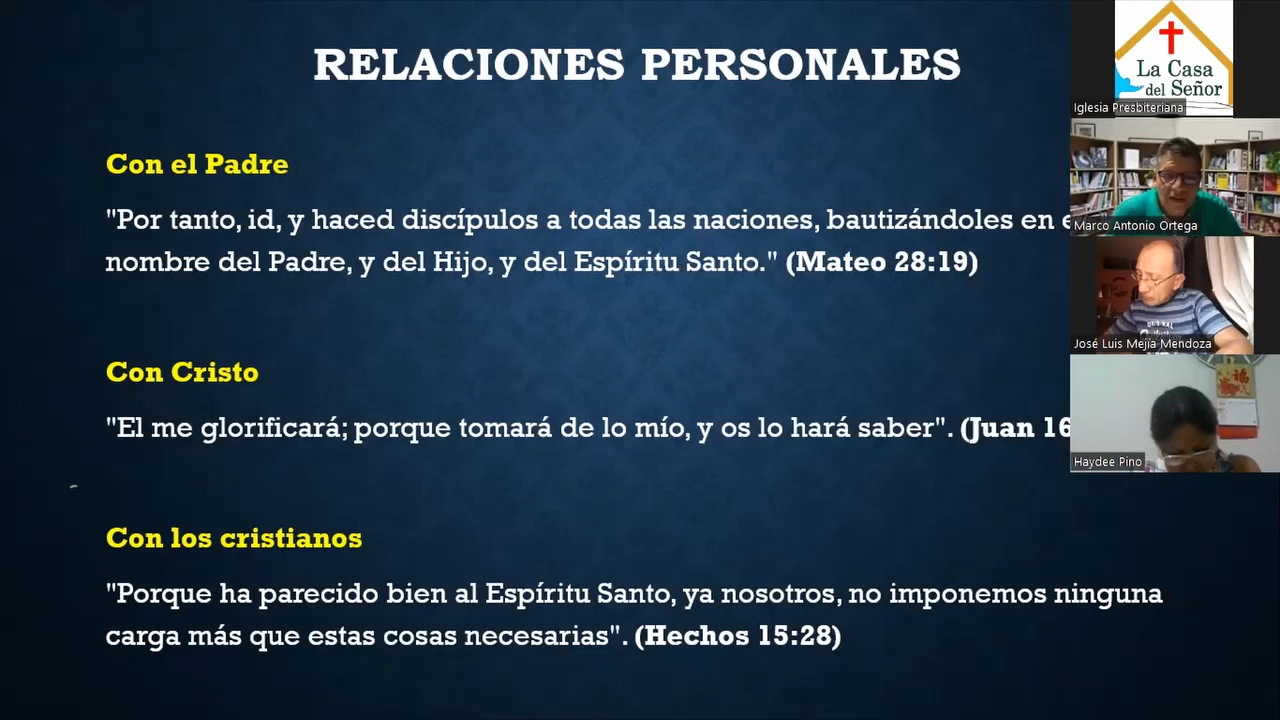 RELACIONES PERSONALES
Con el Padre
"Por tanto, id, y haced discípulos a todas las naciones, bautizándoles en
nombre del Padre, y del Hijo, y del Espíritu Santo." (Mateo 28:19)
Con Cristo
"El me glorificará; porque tomará de lo mío, y os lo hará saber". (Juan 16
Con los cristianos
"Porque ha parecido bien al Espíritu Santo, ya nosotros, no imponemos ninguna
carga más que estas cosas necesarias". (Hechos 15:28)
La Casa
del Señor
Iglesia Presbiteriana
Marco Antonio Ortega
José Luis Mejía Mendoza
Haydee Pino